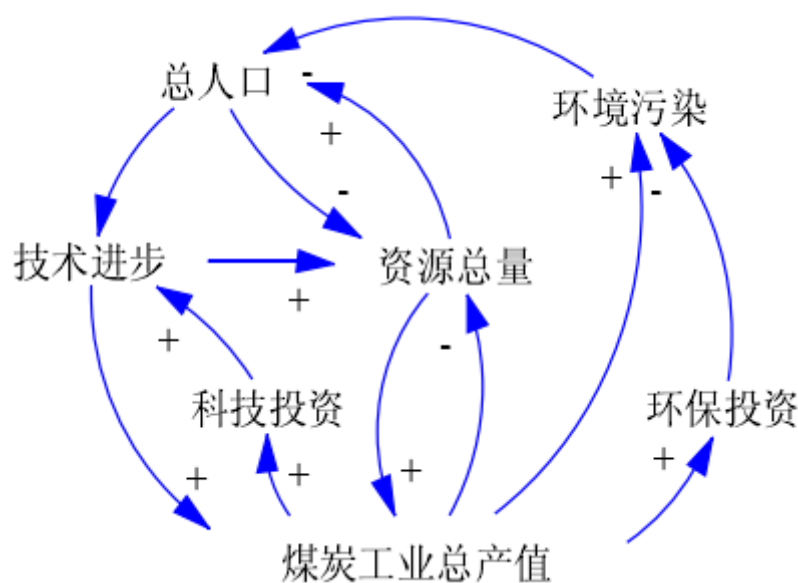 总人口
-
环境污染
+
+
-
-
技术进步
资源总量
+
+
-
科技投资
环保投资
+
+
+
+
煤炭工业总产值